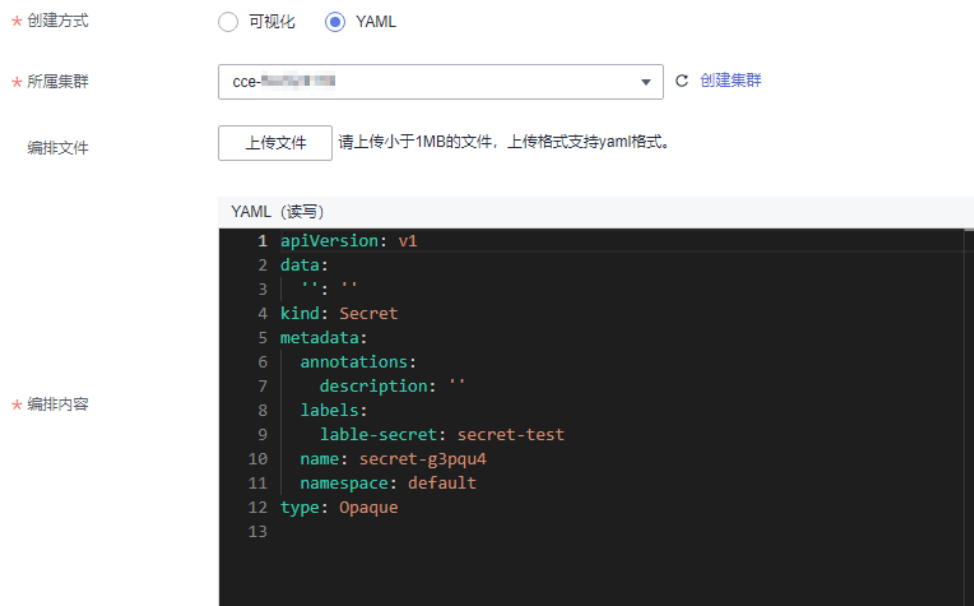 * 创建方式 可视化 YAML
* 所属集群 cce- 创建集群
编排文件 上传文件 请上传小于1MB的文件，上传格式支持yaml格式。
YAML（读写）
1 apiVersion: v1
2 data:
3   '': ''
4 kind: Secret
5 metadata:
6   annotations:
7     description: ''
8   labels:
9     lable-secret: secret-test
10   name: secret-g3pqu4
11   namespace: default
12 type: Opaque
13
* 编排内容